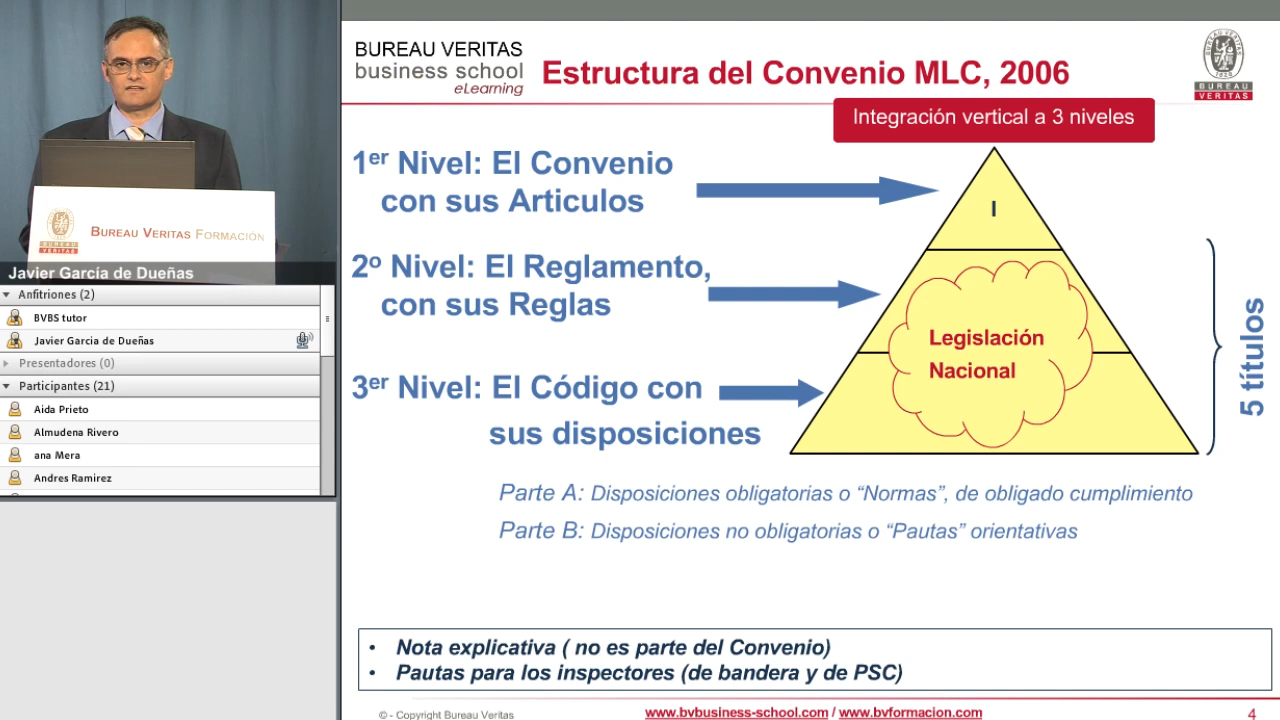 BUREAU VERITAS
business school
eLearning
Estructura del Convenio MLC, 2006
BUREAU
VERITAS
Integración vertical a 3 niveles
1er Nivel: El Convenio
con sus Articulos
I
2o Nivel: El Reglamento,
con sus Reglas
Legislación
Nacional
5 títulos
3er Nivel: El Código con
sus disposiciones
Parte A: Disposiciones obligatorias o “Normas”, de obligado cumplimiento
Parte B: Disposiciones no obligatorias o “Pautas” orientativas
• Nota explicativa ( no es parte del Convenio)
• Pautas para los inspectores (de bandera y de PSC)
© - Copyright Bureau Veritas
www.bvbusiness-school.com / www.bvformacion.com
4
BUREAU
VERITAS
BUREAU VERITAS FORMACIÓN
Javier García de Dueñas
Anfitriones (2)
BVBS tutor
Javier Garcia de Dueñas
Presentadores (0)
Participantes (21)
Aida Prieto
Almudena Rivero
ana Mera
Andres Ramirez